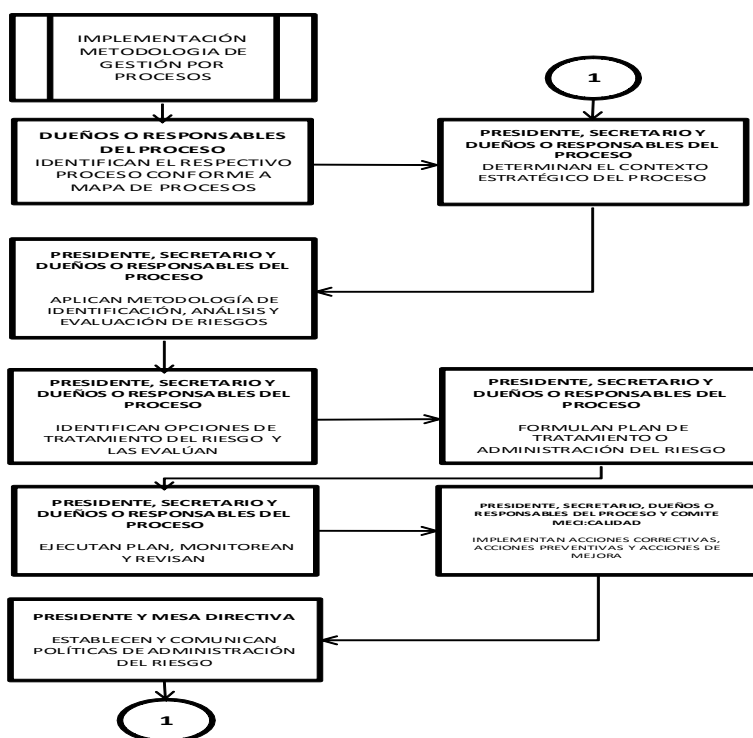 IMPLEMENTACIÓN
METODOLOGIA DE
GESTIÓN POR
PROCESOS
1
DUEÑOS O RESPONSABLES
DEL PROCESO
IDENTIFICAN EL RESPECTIVO
PROCESO CONFORME A
MAPA DE PROCESOS
PRESIDENTE, SECRETARIO Y
DUEÑOS O RESPONSABLES DEL
PROCESO
DETERMINAN EL CONTEXTO
ESTRATÉGICO DEL PROCESO
PRESIDENTE, SECRETARIO Y
DUEÑOS O RESPONSABLES DEL
PROCESO
APLICAN METODOLOGÍA DE
IDENTIFICACIÓN, ANÁLISIS Y
EVALUACIÓN DE RIESGOS
PRESIDENTE, SECRETARIO Y
DUEÑOS O RESPONSABLES DEL
PROCESO
IDENTIFICAN OPCIONES DE
TRATAMIENTO DEL RIESGO Y
LAS EVALÚAN
PRESIDENTE, SECRETARIO Y
DUEÑOS O RESPONSABLES DEL
PROCESO
FORMULAN PLAN DE
TRATAMIENTO O
ADMINISTRACIÓN DEL RIESGO
PRESIDENTE, SECRETARIO Y
DUEÑOS O RESPONSABLES DEL
PROCESO
EJECUTAN PLAN, MONITOREAN
Y REVISAN
PRESIDENTE, SECRETARIO, DUEÑOS O
RESPONSABLES DEL PROCESO Y COMITE
MECI:CALIDAD
IMPLEMENTAN ACCIONES CORRECTIVAS,
ACCIONES PREVENTIVAS Y ACCIONES DE
MEJORA
PRESIDENTE Y MESA DIRECTIVA
ESTABLECEN Y COMUNICAN
POLÍTICAS DE ADMINISTRACIÓN
DEL RIESGO
1